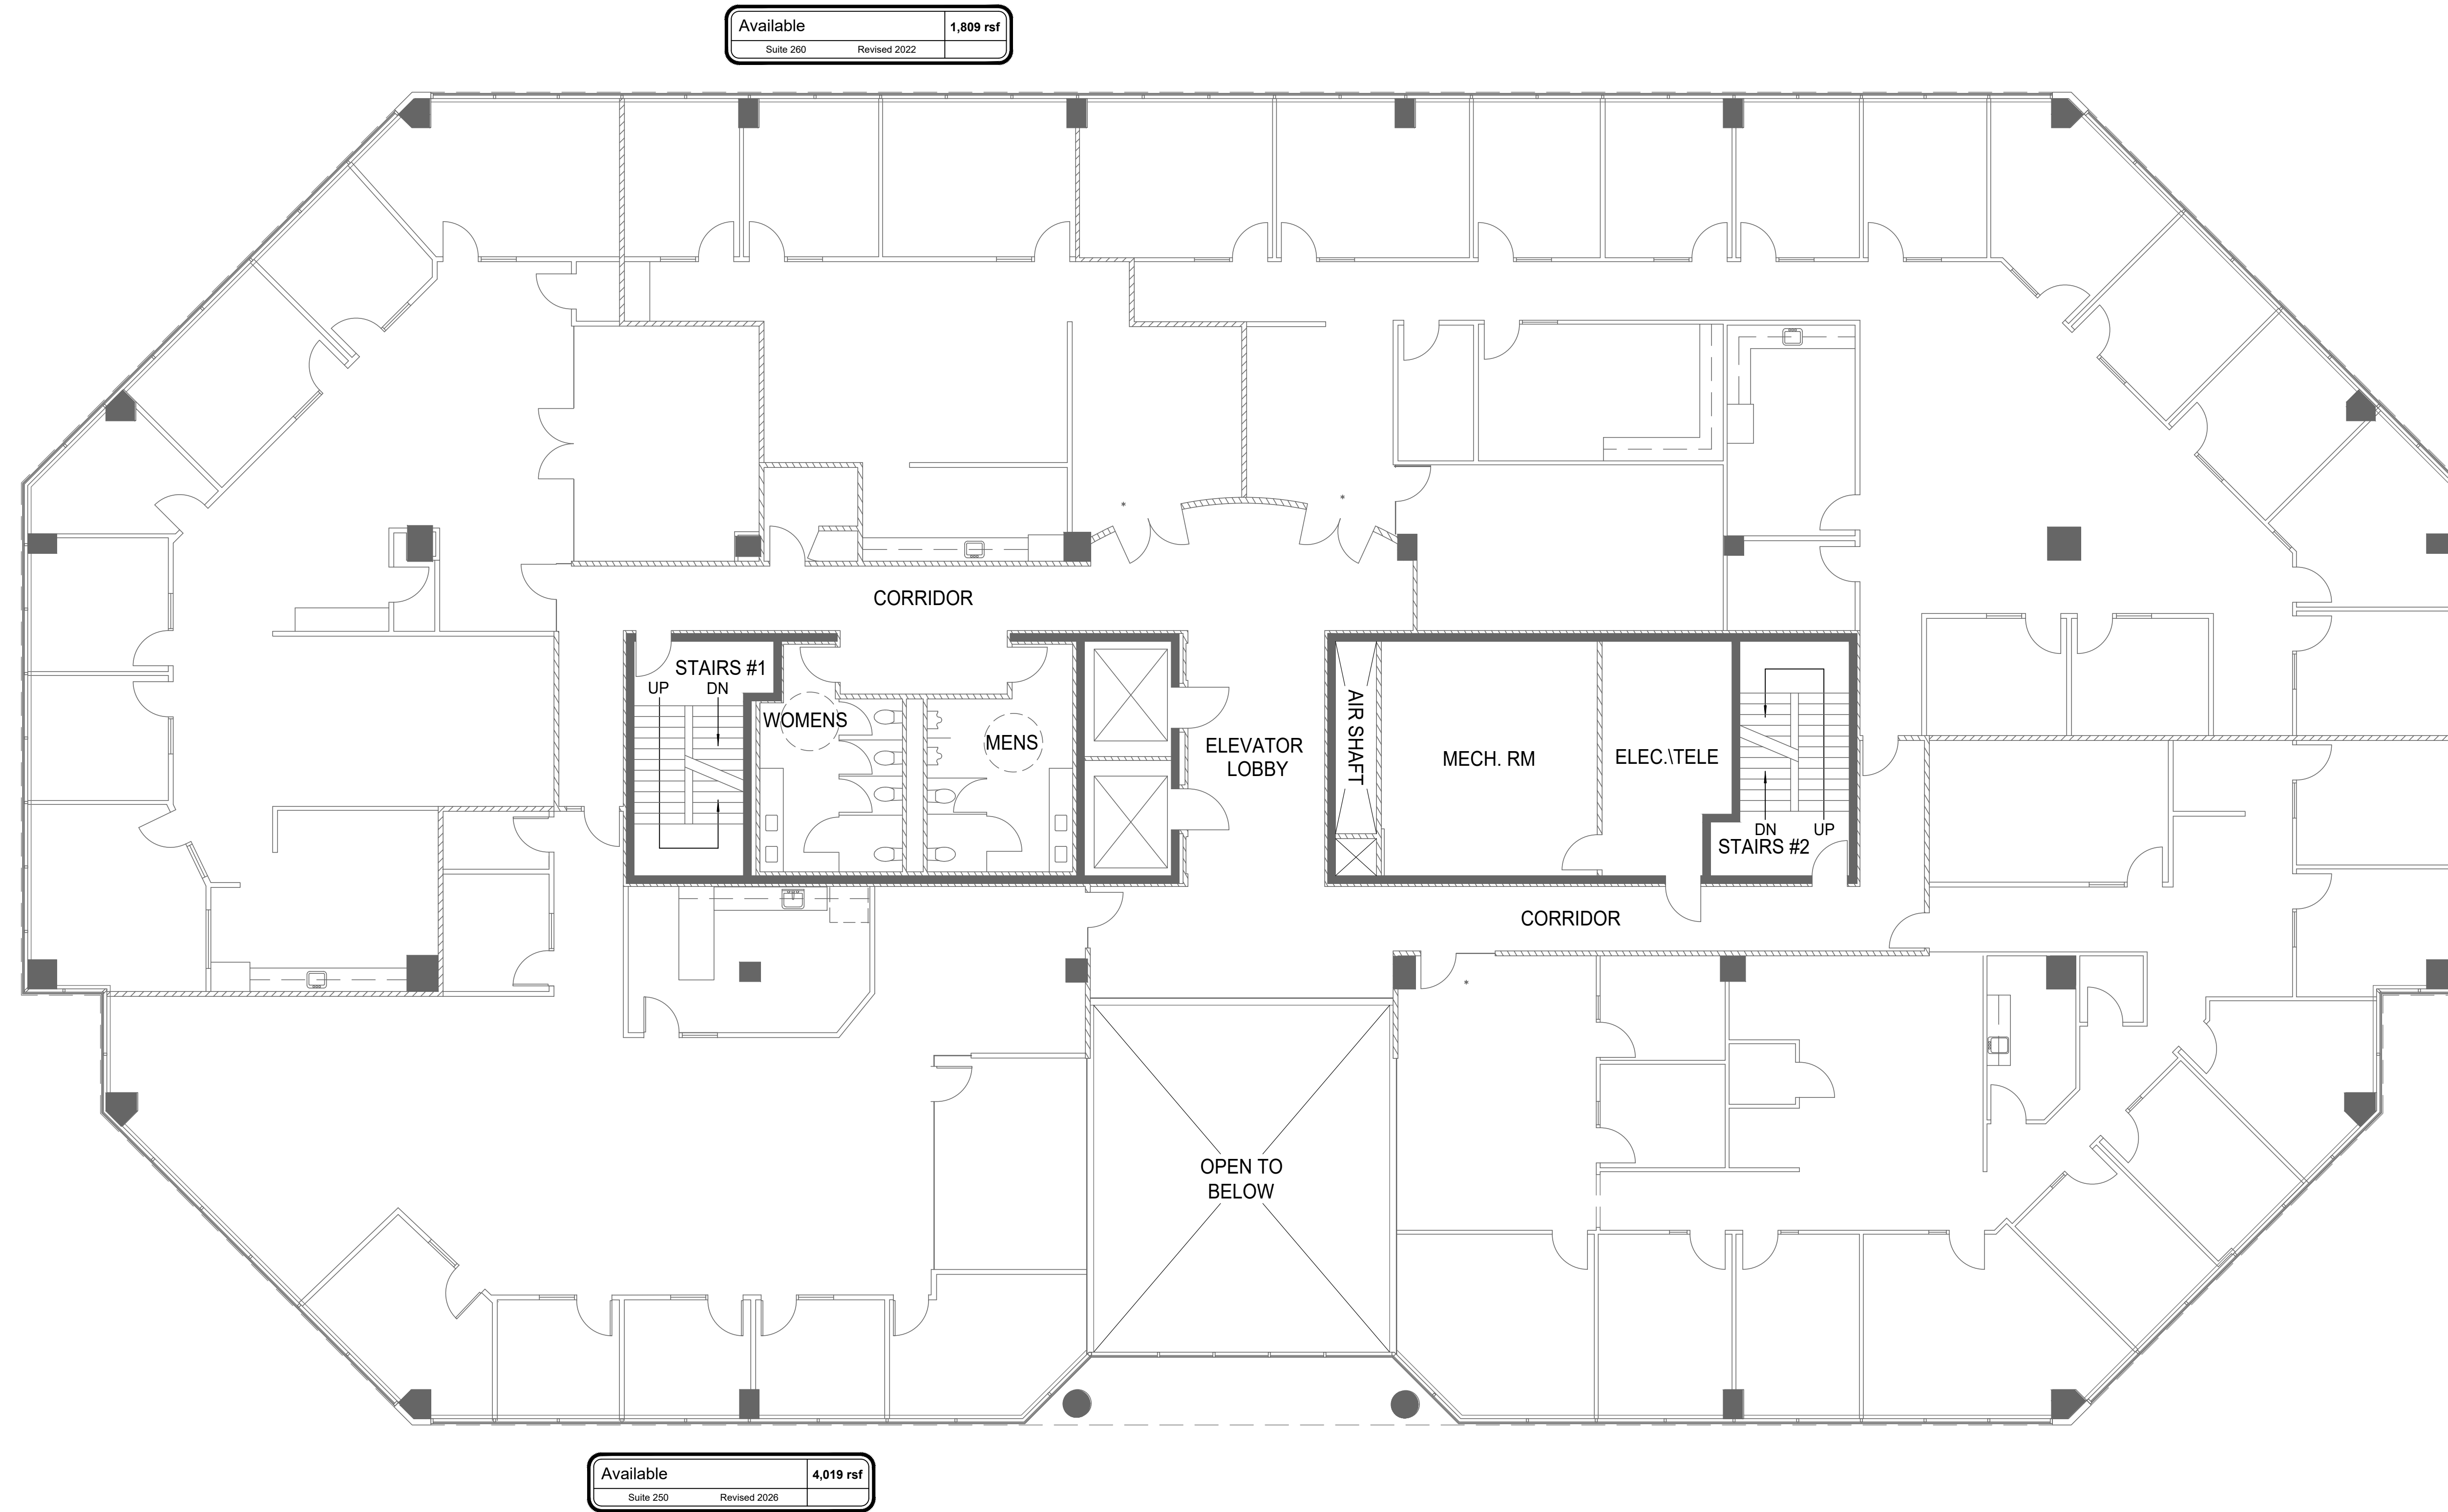 Available 1,809 rsf
Suite 260 Revised 2022
*
*
CORRIDOR
STAIRS #1
UP DN
WOMENS
MENS
ELEVATOR
LOBBY
AIR SHAFT
MECH. RM
ELEC.\TELE
DN UP
STAIRS #2
CORRIDOR
*
OPEN TO
BELOW
Available 4,019 rsf
Suite 250 Revised 2026